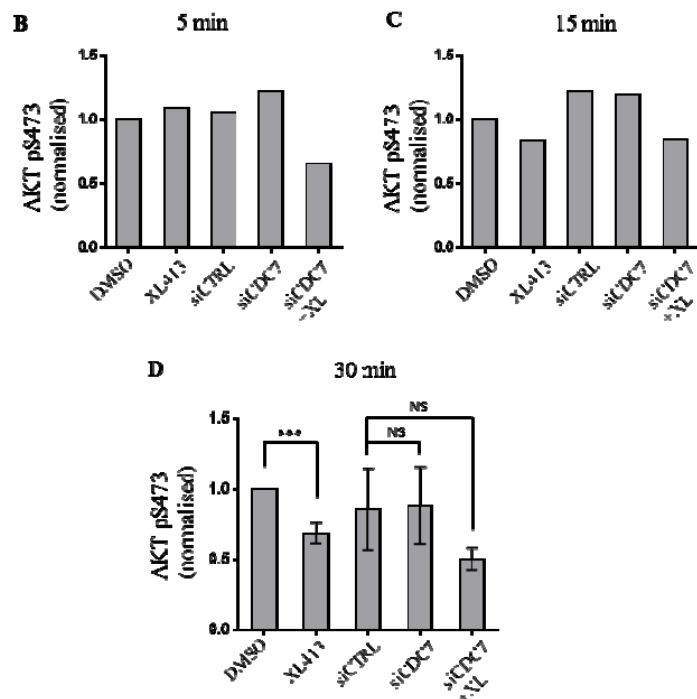 B
5 min
AKT pS473
(normalised)
1.5
1.0
0.5
0.0
DMSO
XL413
siCTRL
siCDC7
siCDC7
+XL
C
15 min
AKT pS473
(normalised)
1.5
1.0
0.5
0.0
DMSO
XL413
siCTRL
siCDC7
siCDC7
+XL
D
30 min
AKT pS473
(normalised)
1.5
1.0
0.5
0.0
***
NS
NS
DMSO
XL413
siCTRL
siCDC7
siCDC7
+XL